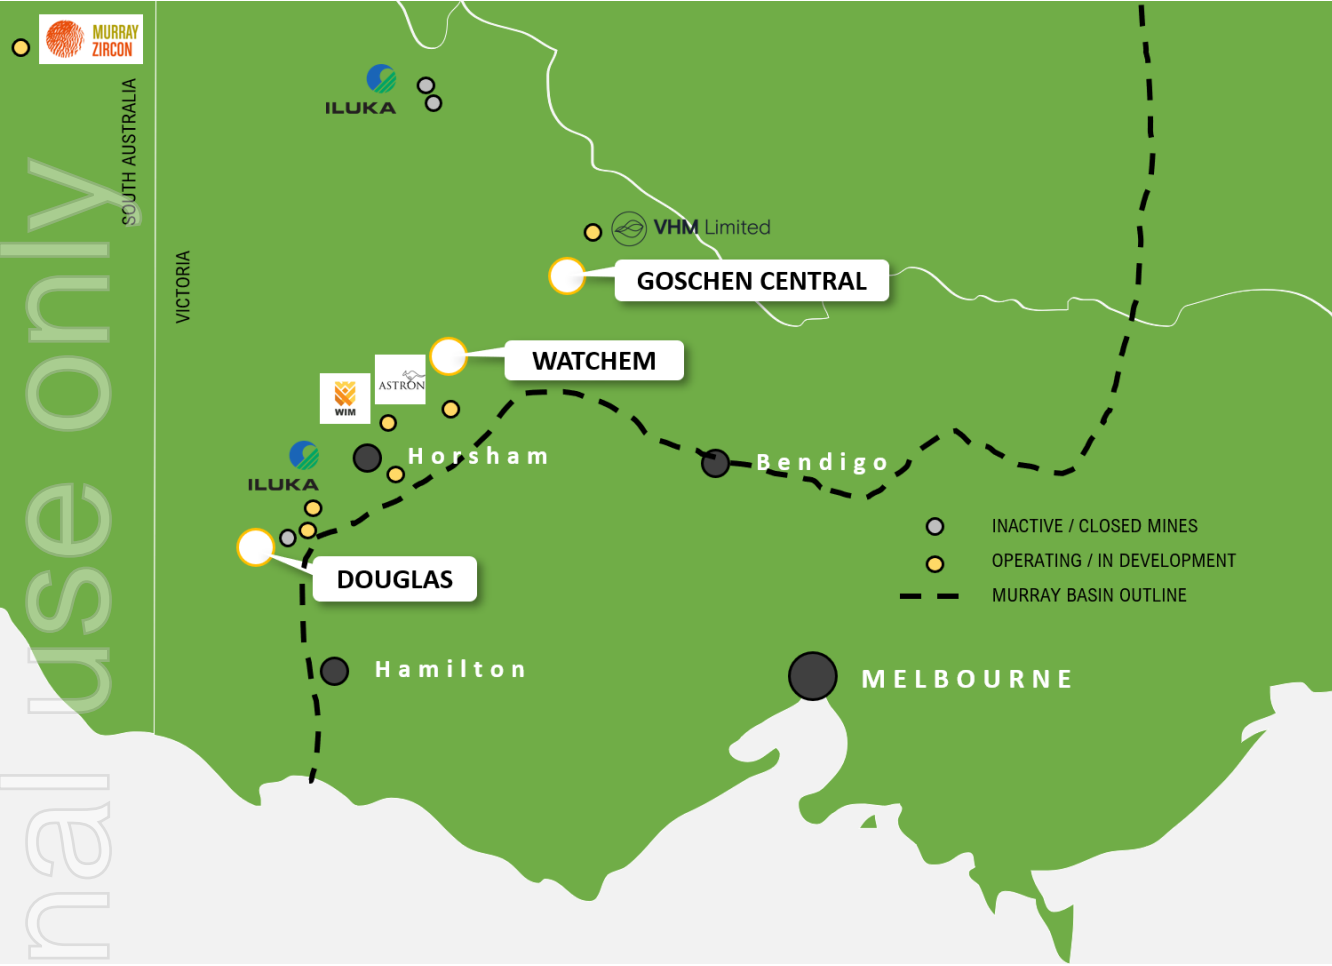 MURRAY
ZIRCON
SOUTH AUSTRALIA
VICTORIA
ILUKA
VHM Limited
GOSCHEN CENTRAL
WATCHEM
ASTRON
WIM
Horsham
Bendigo
ILUKA
DOUGLAS
INACTIVE / CLOSED MINES
OPERATING / IN DEVELOPMENT
MURRAY BASIN OUTLINE
Hamilton
MELBOURNE
nal use only